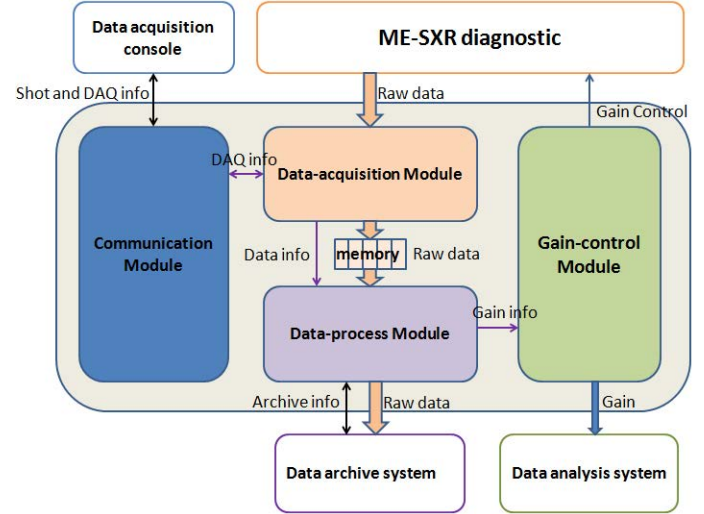 Data acquisition
console
ME-SXR diagnostic
Shot and DAQ info
Raw data
Gain Control
DAQ info
Data-acquisition Module
Communication
Module
Data info
memory
Raw data
Gain-control
Module
Data-process Module
Gain info
Archive info
Raw data
Gain
Data archive system
Data analysis system